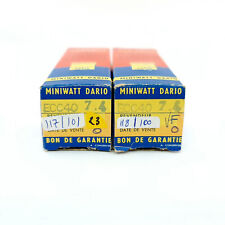 MINIWATT DARIO
ECC40 7.4
117/101
DATE DE VENTE
BON DE GARANTIE
MINIWATT DARIO
ECC40 7.4
118/100 VF
DATE DE VENTE
BON DE GARANTIE